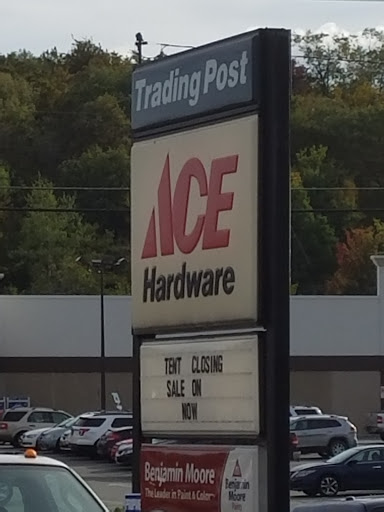 Trading Post
ACE
Hardware
TENT CLOSING
SALE ON
NOW
Benjamin Moore
The Leader in Paint & Color
Benjamin
Moore